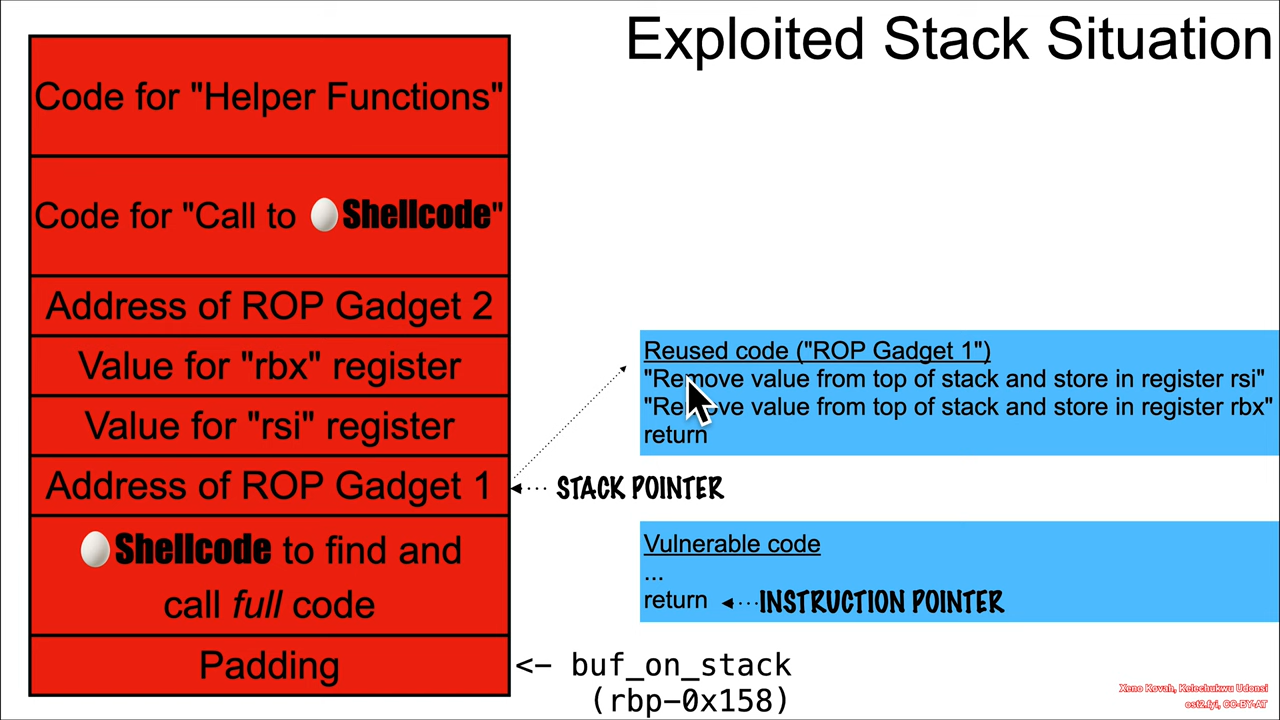 Exploited Stack Situation
Code for "Helper Functions"
Code for "Call to 🥚Shellcode"
Address of ROP Gadget 2
Value for "rbx" register
Value for "rsi" register
Address of ROP Gadget 1
🥚Shellcode to find and
call full code
Padding
Reused code ("ROP Gadget 1")
"Remove value from top of stack and store in register rsi"
"Remove value from top of stack and store in register rbx"
return
STACK POINTER
Vulnerable code
...
return
INSTRUCTION POINTER
<- buf_on_stack
(rbp-0x158)
Xeno Kovah, Kelechukwu Udonsi
ost2.fyi, CC-BY-AT